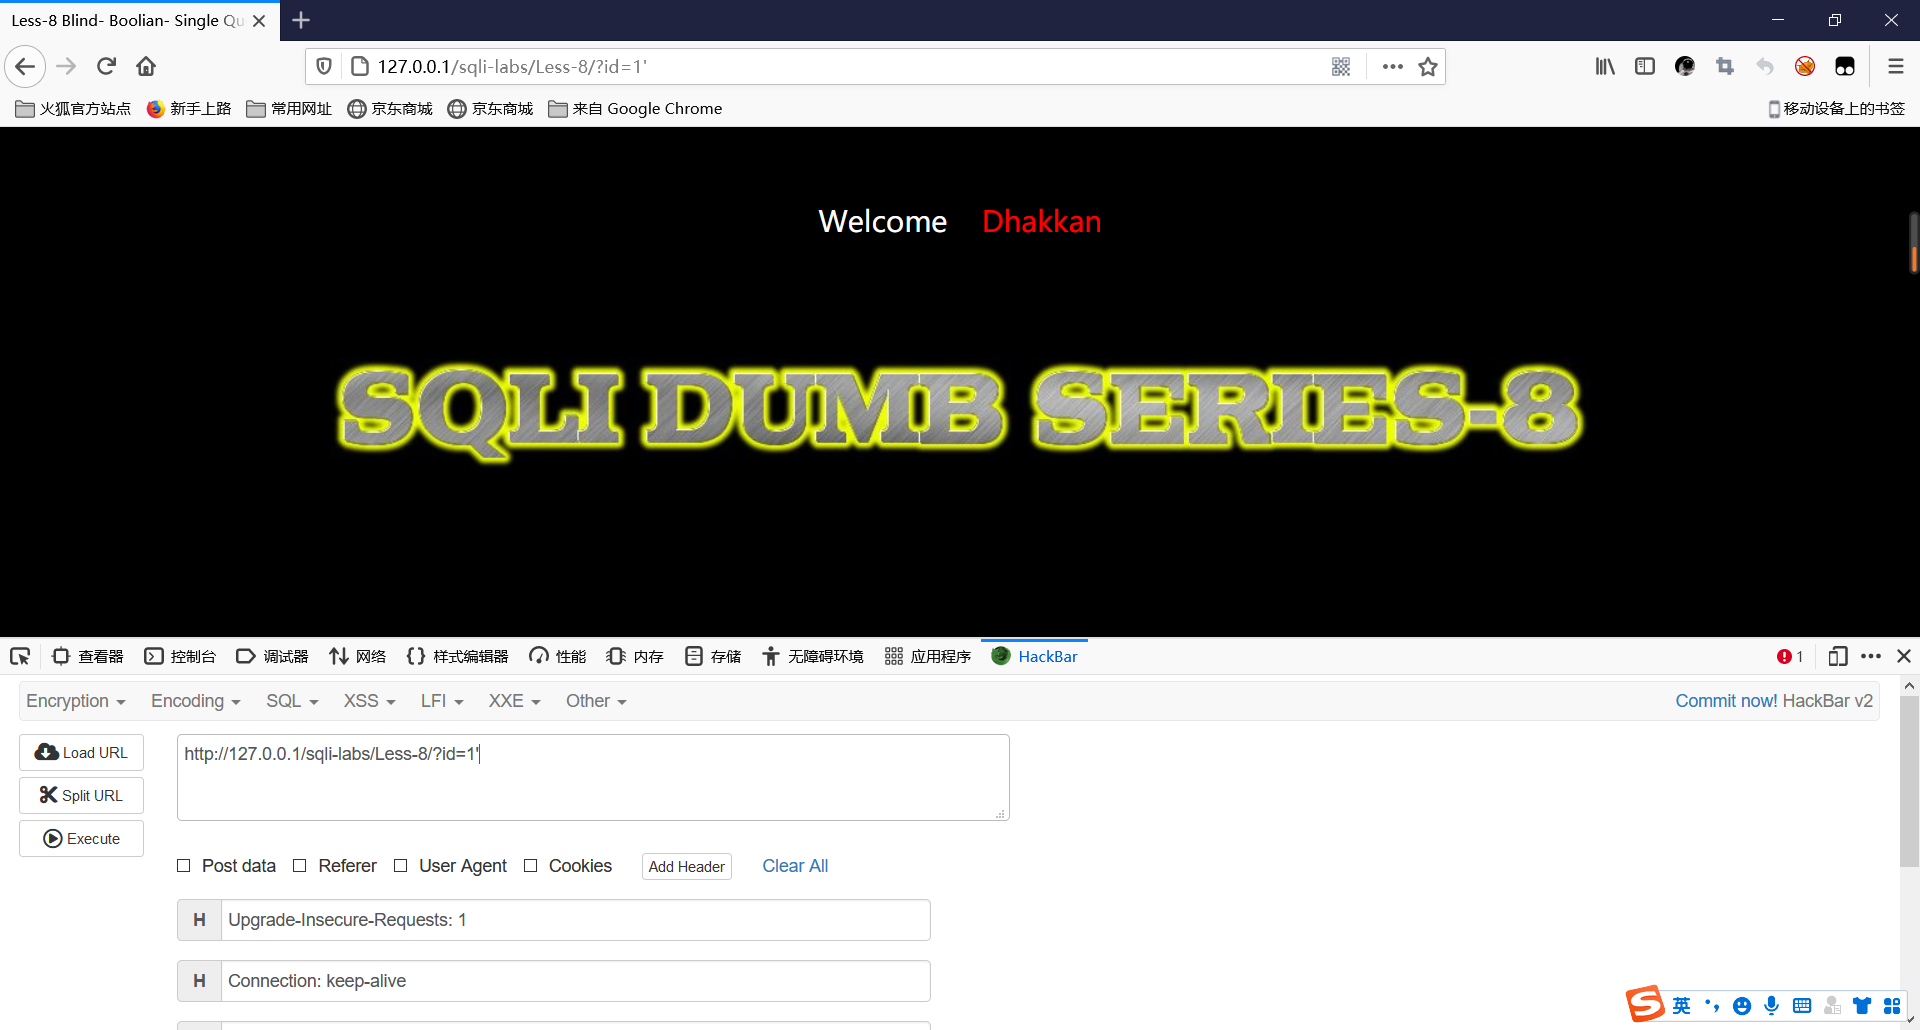 Less-8 Blind- Boolian- Single Qu
127.0.0.1/sqli-labs/Less-8/?id=1'
火狐官方站点 新手上路 常用网址 京东商城 京东商城 来自 Google Chrome 移动设备上的书签
Welcome Dhakkan
SQLI DUMB SERIES-8
查看器 控制台 调试器 网络 样式编辑器 性能 内存 存储 无障碍环境 应用程序 HackBar 1
Encryption Encoding SQL XSS LFI XXE Other Commit now! HackBar v2
Load URL
http://127.0.0.1/sqli-labs/Less-8/?id=1'
Split URL
Execute
Post data Referer User Agent Cookies Add Header Clear All
H Upgrade-Insecure-Requests: 1
H Connection: keep-alive
S 英